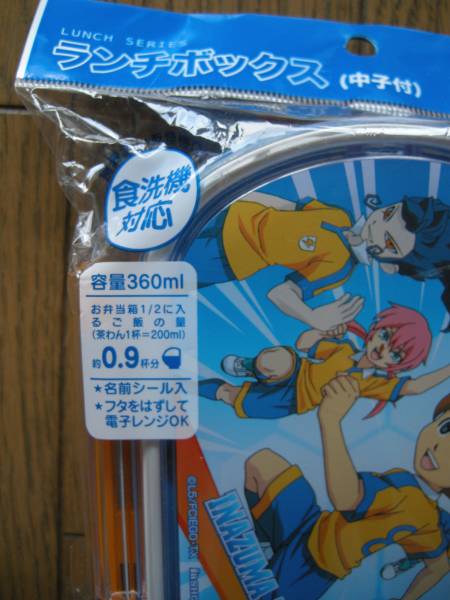 LUNCH SERIES
ランチボックス (中子付)
食洗機
対応
容量360ml
お弁当箱1/2に入
るご飯の量
(茶わん1杯=200ml)
約0.9杯分
★名前シール入
★フタをはずして
電子レンジOK
INAZUMA